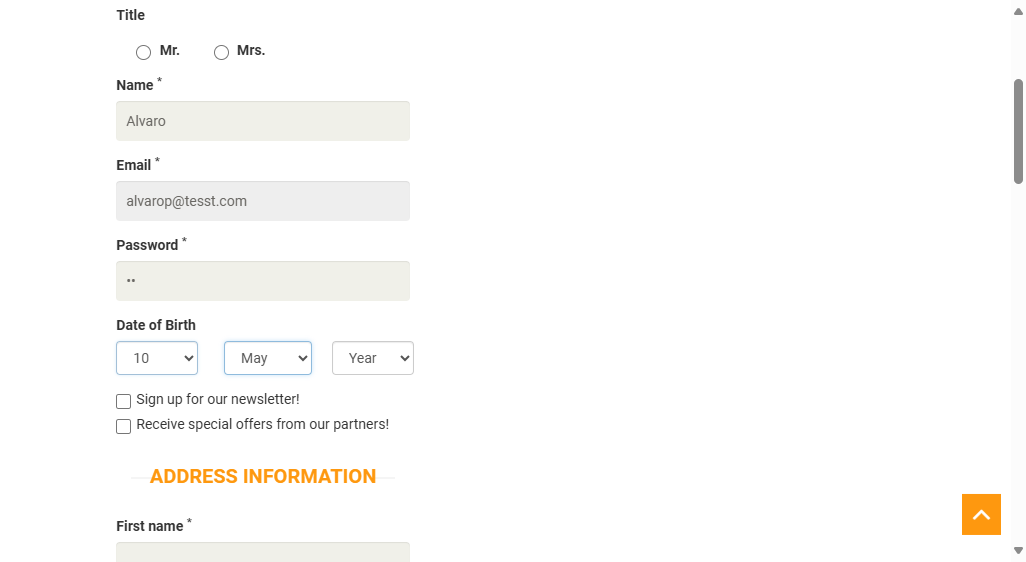 Title
Mr. Mrs.
Name *
Alvaro
Email *
alvarop@tesst.com
Password *
••
Date of Birth
10 May Year
Sign up for our newsletter!
Receive special offers from our partners!
ADDRESS INFORMATION
First name *